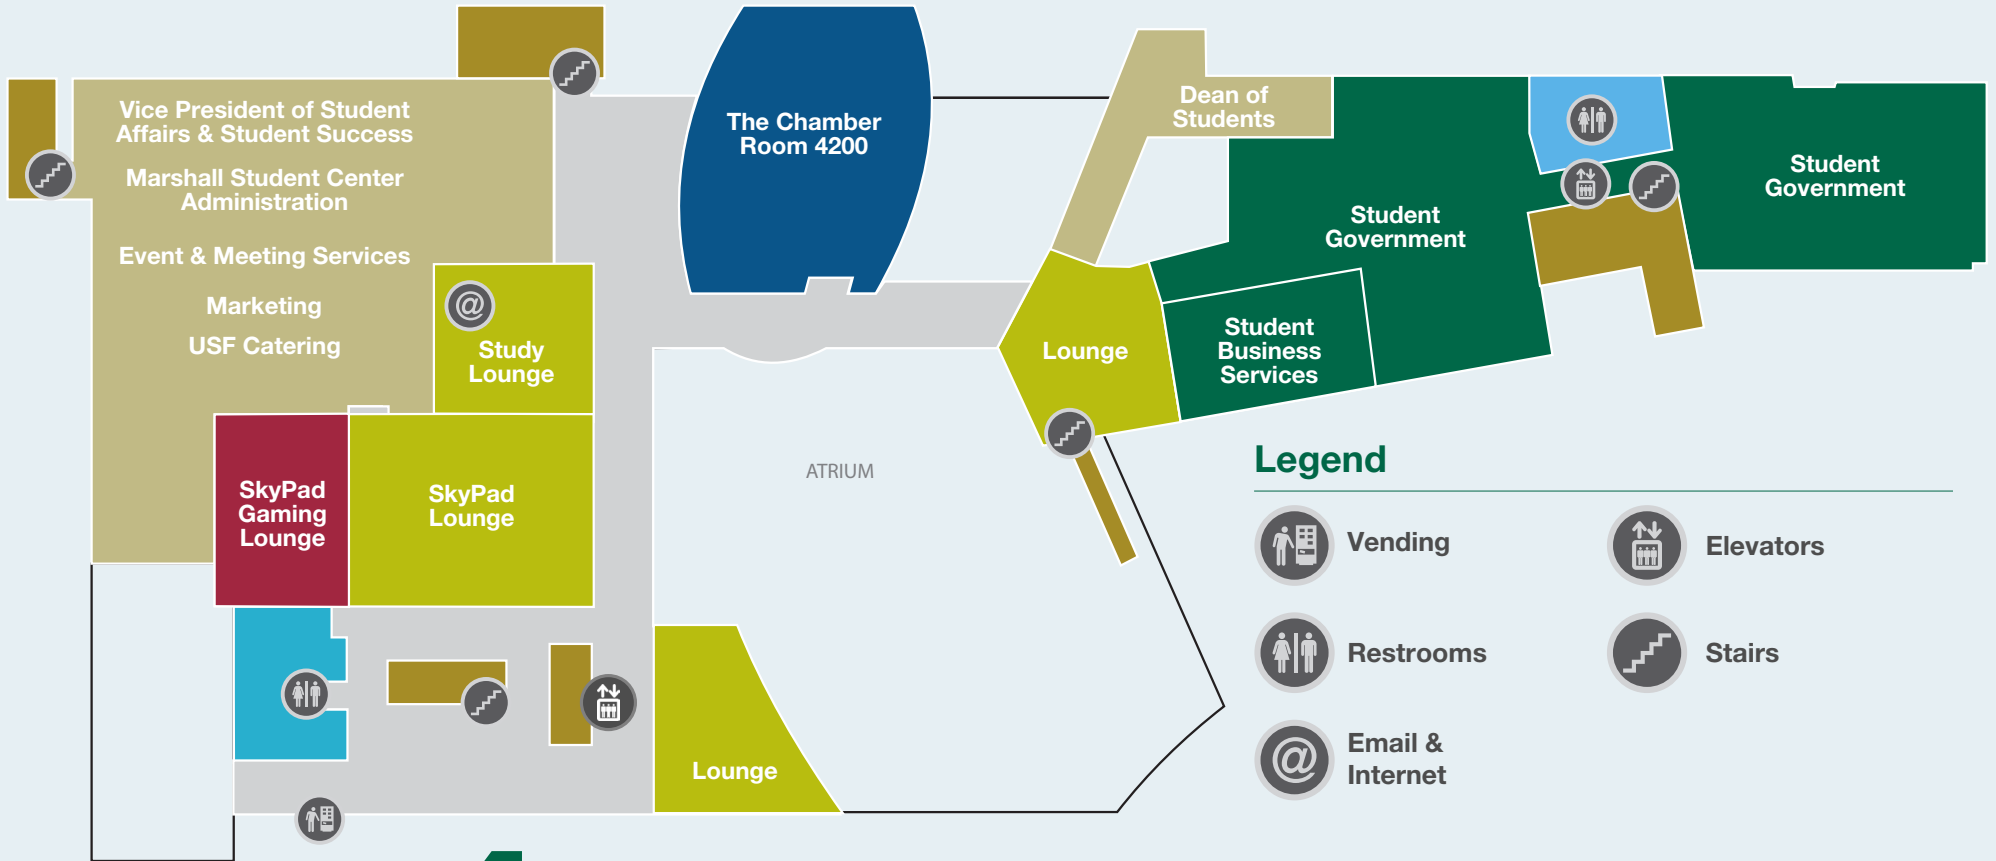 Vice President of Student
Affairs & Student Success
Marshall Student Center
Administration
Event & Meeting Services
Marketing
USF Catering
@
Study
Lounge
SkyPad
Gaming
Lounge
SkyPad
Lounge
The Chamber
Room 4200
ATRIUM
Lounge
Dean of
Students
Lounge
Student
Government
Student
Business
Services
Student
Government
Legend
Vending
Elevators
Restrooms
Stairs
@
Email &
Internet